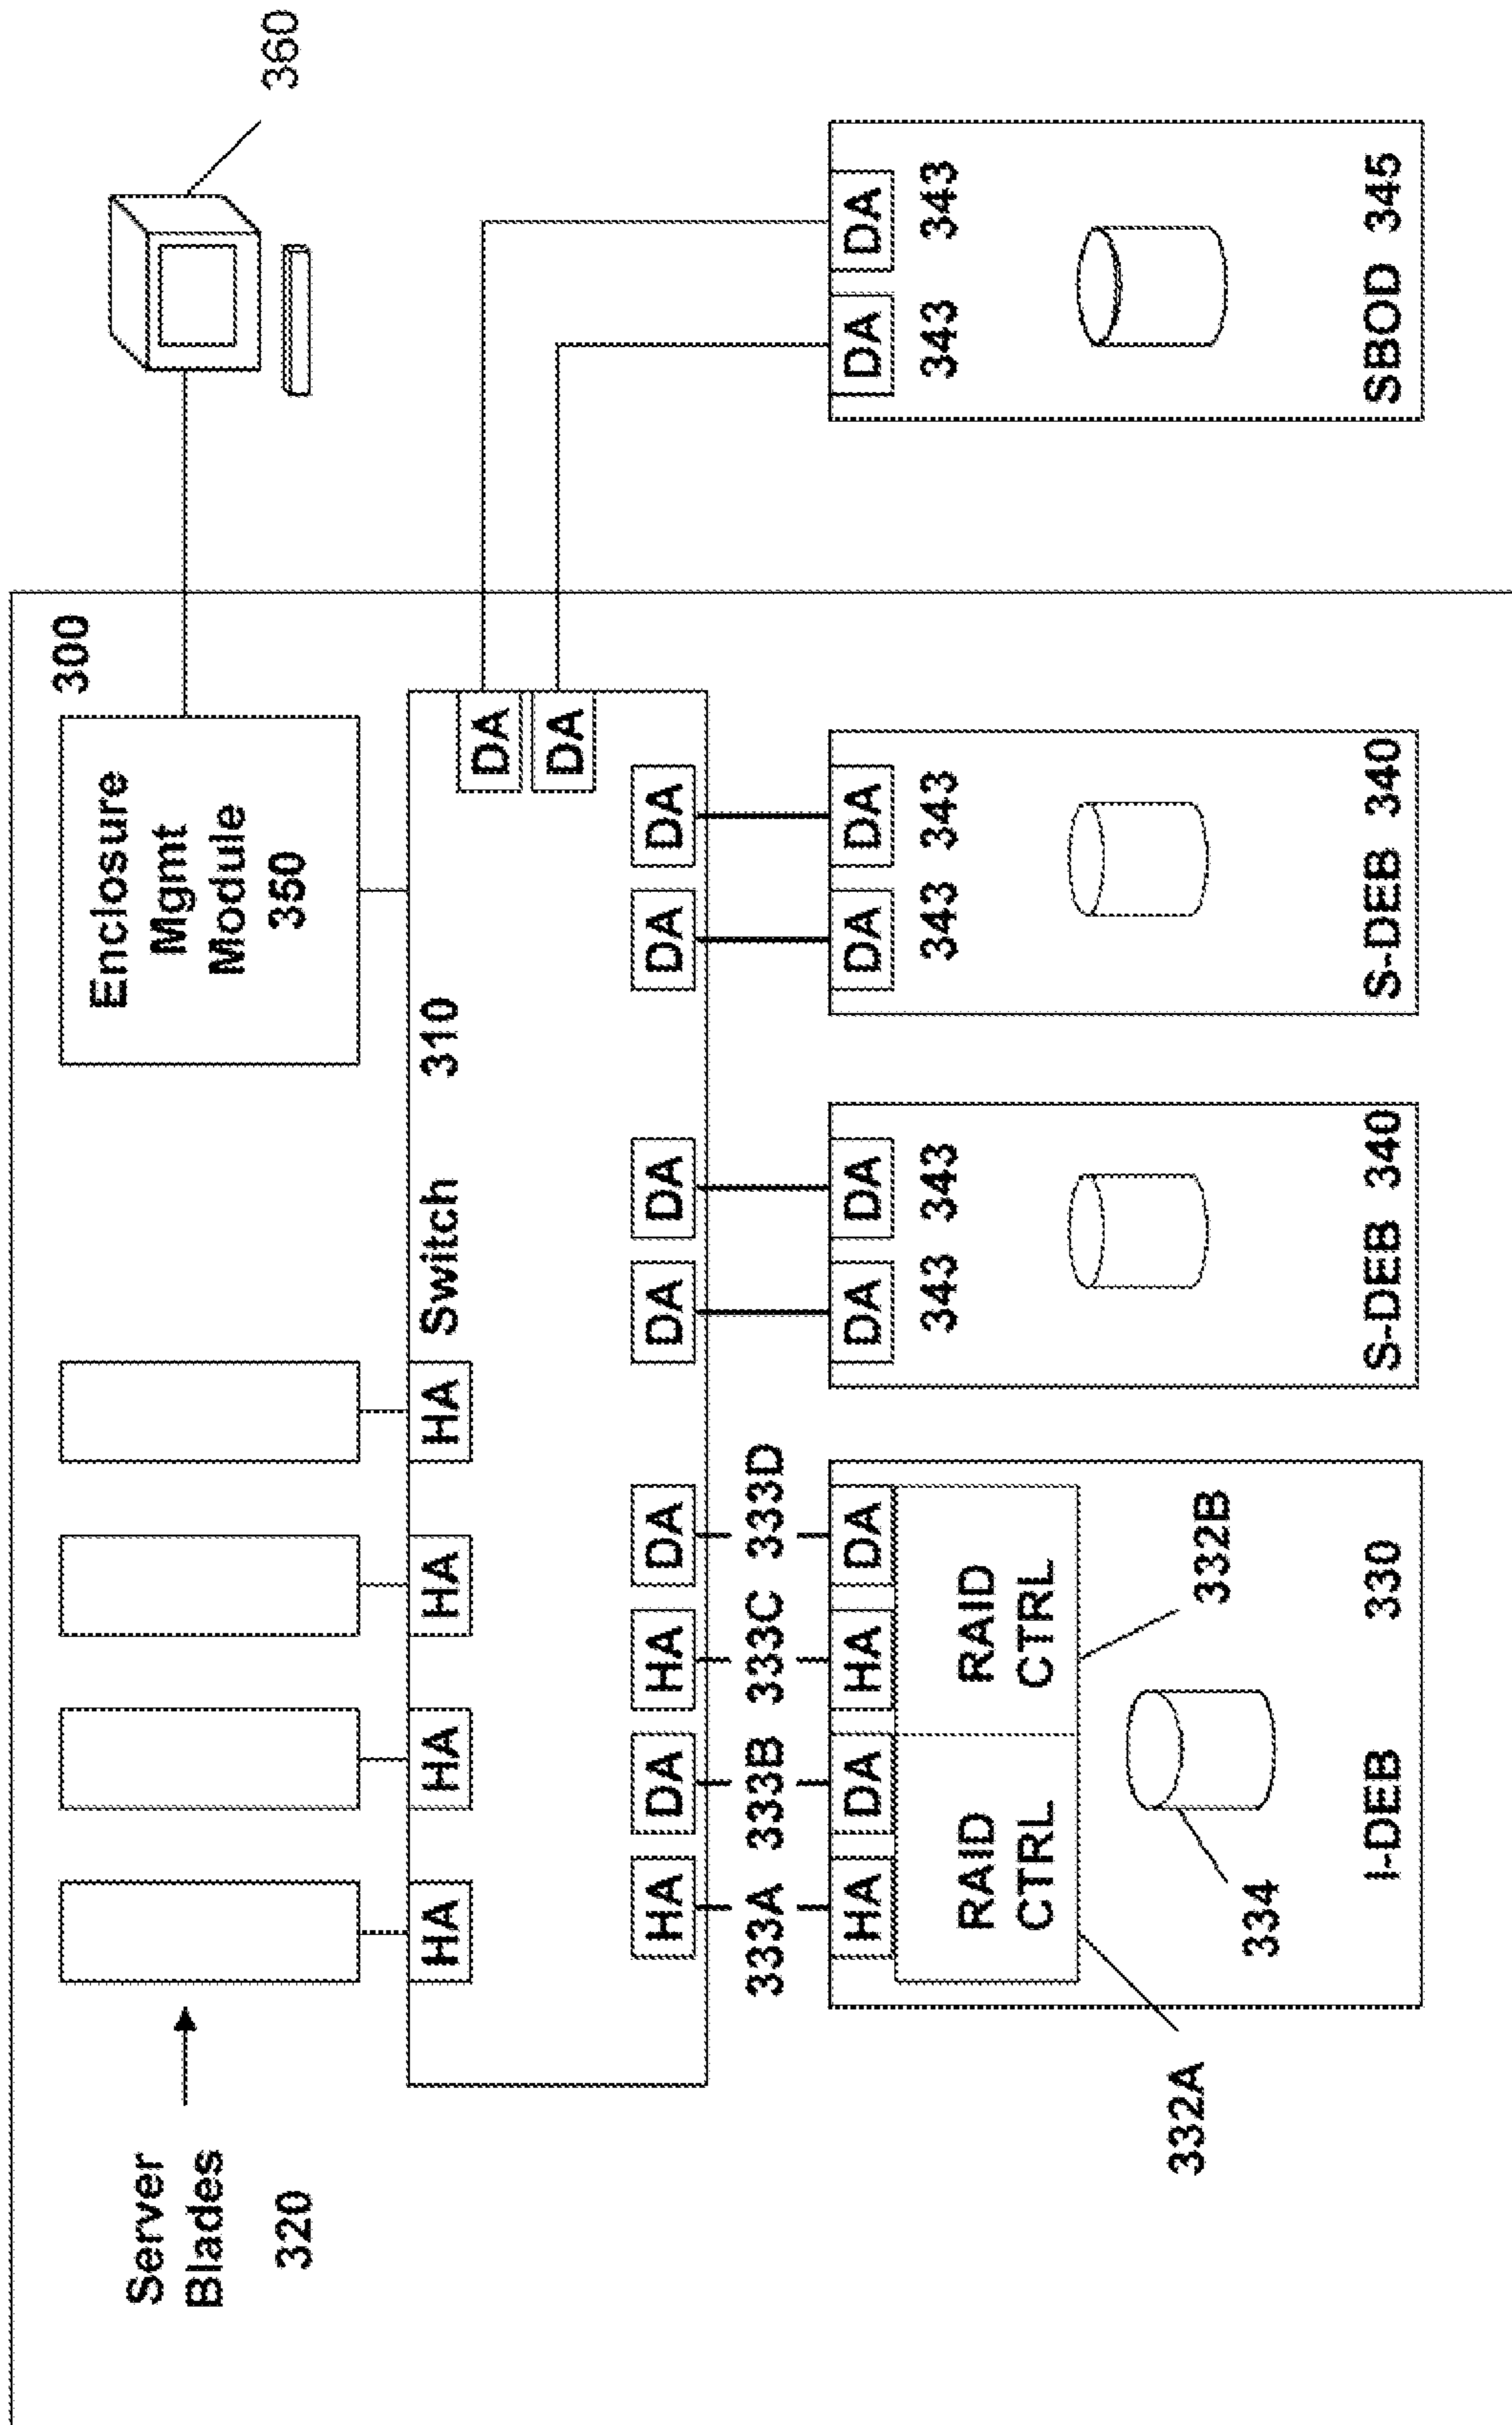 300
360
Server
Blades
320
Enclosure
Mgmt
Module
350
HA
HA
HA
HA
Switch
310
DA
DA
HA
DA
HA
DA
DA
DA
DA
DA
333A
333B
333C
333D
HA
DA
HA
DA
DA
DA
DA
DA
DA
DA
343
343
343
343
343
343
RAID
CTRL
RAID
CTRL
332A
334
332B
I-DEB 330
S-DEB 340
S-DEB 340
SBOD 345